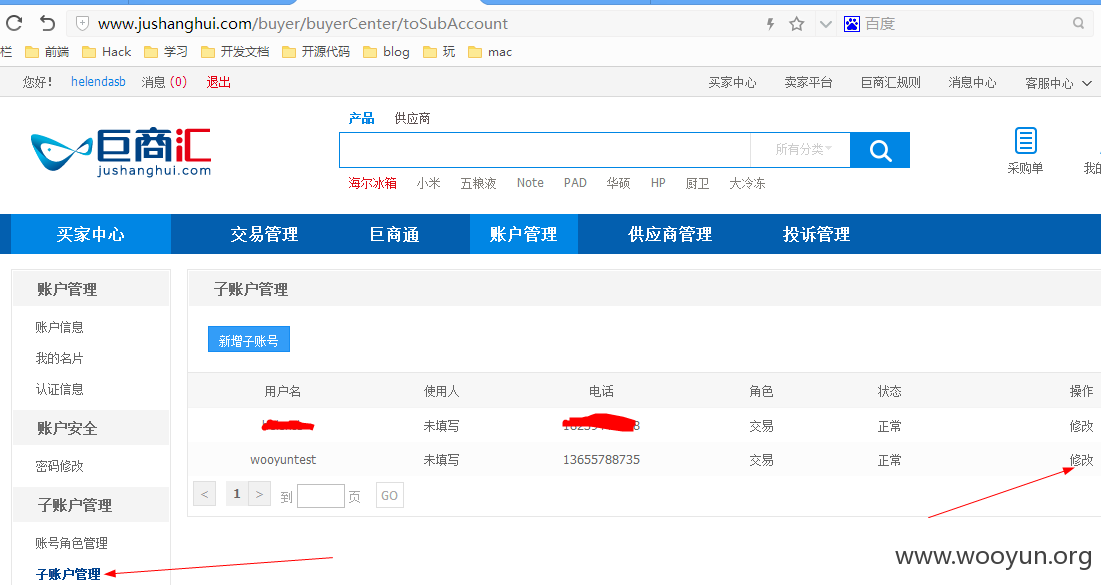 www.jushanghui.com/buyer/buyerCenter/toSubAccount 百度
栏 前端 Hack 学习 开发文档 开源代码 blog 玩 mac
您好！ helendasb 消息 (0) 退出 买家中心 卖家平台 巨商汇规则 消息中心 客服中心
产品 供应商
巨商汇
jushanghui.com
所有分类
采购单 我的
海尔冰箱 小米 五粮液 Note PAD 华硕 HP 厨卫 大冷冻
买家中心 交易管理 巨商通 账户管理 供应商管理 投诉管理
账户管理
账户信息
我的名片
认证信息
账户安全
密码修改
子账户管理
账号角色管理
子账户管理
子账户管理
新增子账号
用户名 使用人 电话 角色 状态 操作
未填写 交易 正常 修改
wooyuntest 未填写 13655788735 交易 正常 修改
< 1 > 到 页 GO
www.wooyun.org